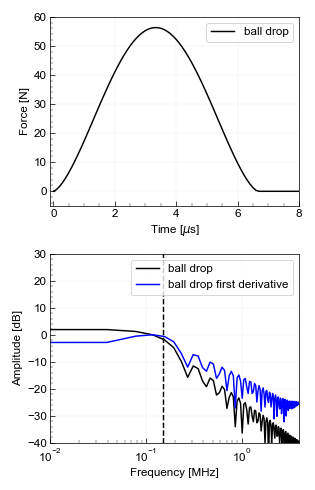 60
50
40
30
20
10
0
Force [N]
ball drop
0 2 4 6 8
Time [μs]
30
20
10
0
−10
−20
−30
−40
Amplitude [dB]
ball drop
ball drop first derivative
10⁻² 10⁻¹ 10⁰
Frequency [MHz]